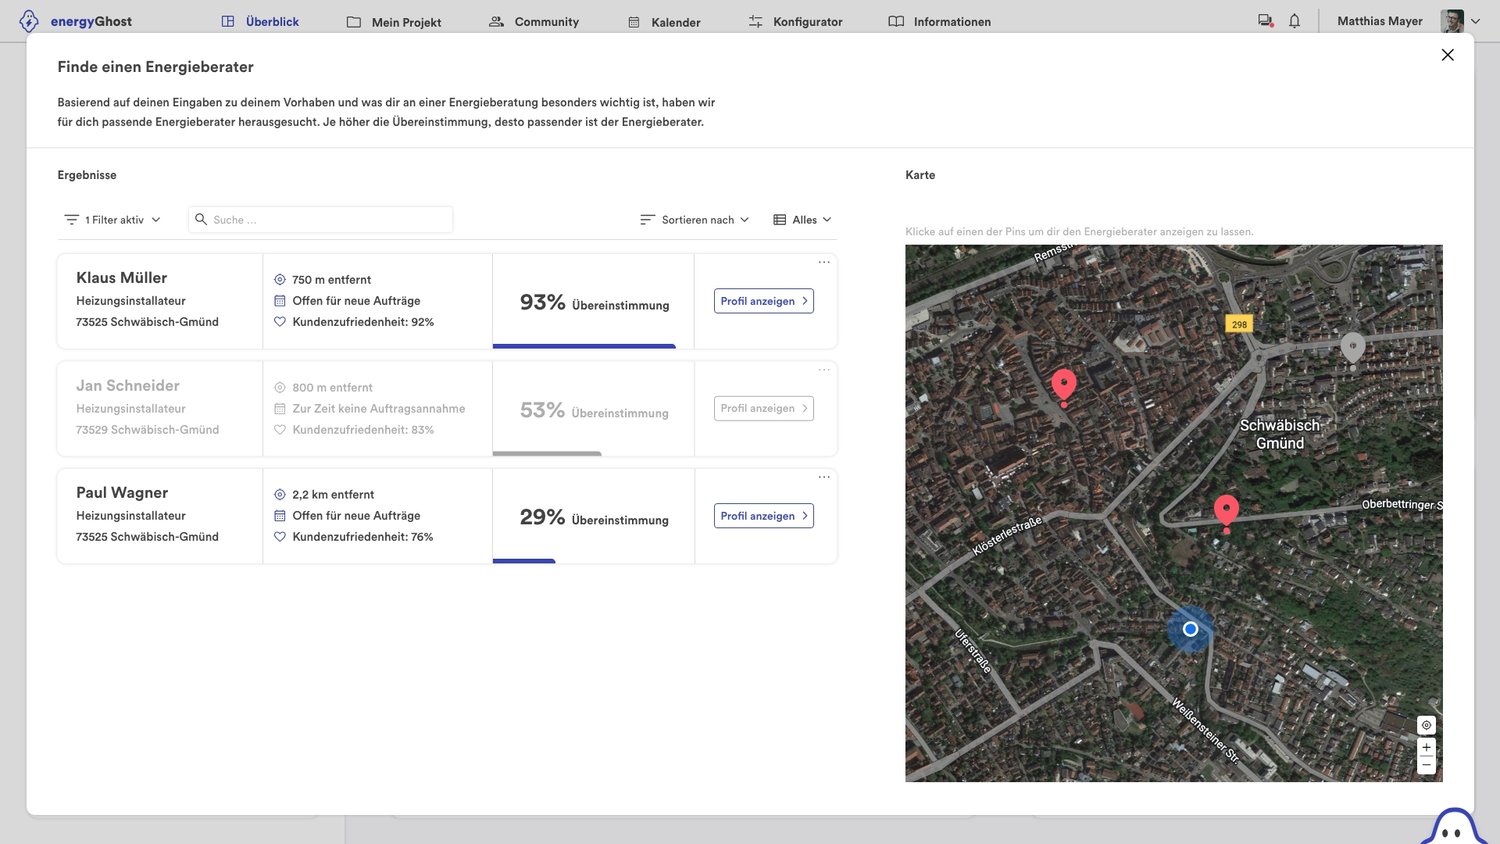 energyGhost
Überblick
Mein Projekt
Community
Kalender
Konfigurator
Informationen
Matthias Mayer
Finde einen Energieberater
Basierend auf deinen Eingaben zu deinem Vorhaben und was dir an einer Energieberatung besonders wichtig ist, haben wir
für dich passende Energieberater herausgesucht. Je höher die Übereinstimmung, desto passender ist der Energieberater.
Ergebnisse
1 Filter aktiv
Suche ...
Sortieren nach
Alles
Klaus Müller
Heizungsinstallateur
73525 Schwäbisch-Gmünd
750 m entfernt
Offen für neue Aufträge
Kundenzufriedenheit: 92%
93% Übereinstimmung
Profil anzeigen
Jan Schneider
Heizungsinstallateur
73529 Schwäbisch-Gmünd
800 m entfernt
Zur Zeit keine Auftragsannahme
Kundenzufriedenheit: 83%
53% Übereinstimmung
Profil anzeigen
Paul Wagner
Heizungsinstallateur
73525 Schwäbisch-Gmünd
2,2 km entfernt
Offen für neue Aufträge
Kundenzufriedenheit: 76%
29% Übereinstimmung
Profil anzeigen
Karte
Klicke auf einen der Pins um dir den Energieberater anzeigen zu lassen.
298
Schwäbisch
Gmünd
Oberbettringer S
Klösterlestraße
Uferstraße
Weißensteiner Str.